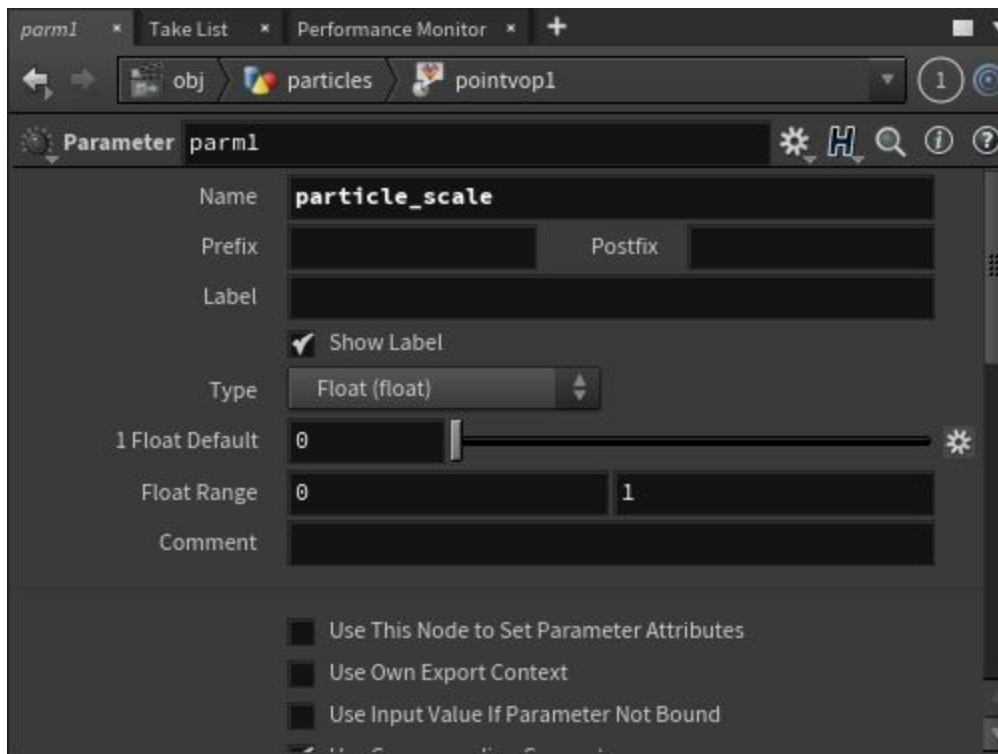 parm1 × Take List × Performance Monitor × +
obj particles pointvop1 1
Parameter parm1
Name particle_scale
Prefix Postfix
Label
Show Label
Type Float (float)
1 Float Default 0
Float Range 0 1
Comment
Use This Node to Set Parameter Attributes
Use Own Export Context
Use Input Value If Parameter Not Bound